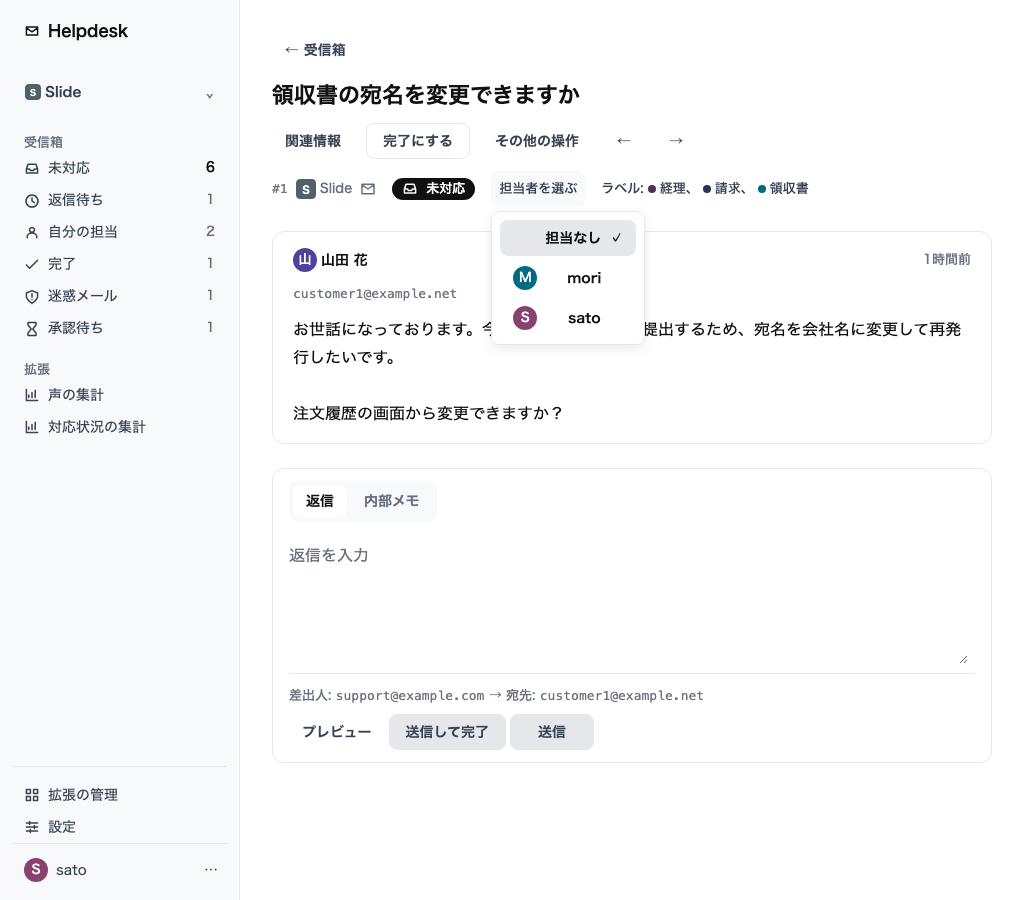 Helpdesk
S Slide
受信箱
未対応 6
返信待ち 1
自分の担当 2
完了 1
迷惑メール 1
承認待ち 1
拡張
声の集計
対応状況の集計
拡張の管理
設定
S sato ...
← 受信箱
領収書の宛名を変更できますか
関連情報 完了にする その他の操作 ← →
#1 S Slide 未対応 担当者を選ぶ ラベル: 経理、 請求、 領収書
担当なし ✓
M mori
S sato
山 山田 花 1時間前
customer1@example.net
お世話になっております。 提出するため、宛名を会社名に変更して再発
行したいです。
注文履歴の画面から変更できますか？
返信 内部メモ
返信を入力
差出人: support@example.com → 宛先: customer1@example.net
プレビュー 送信して完了 送信